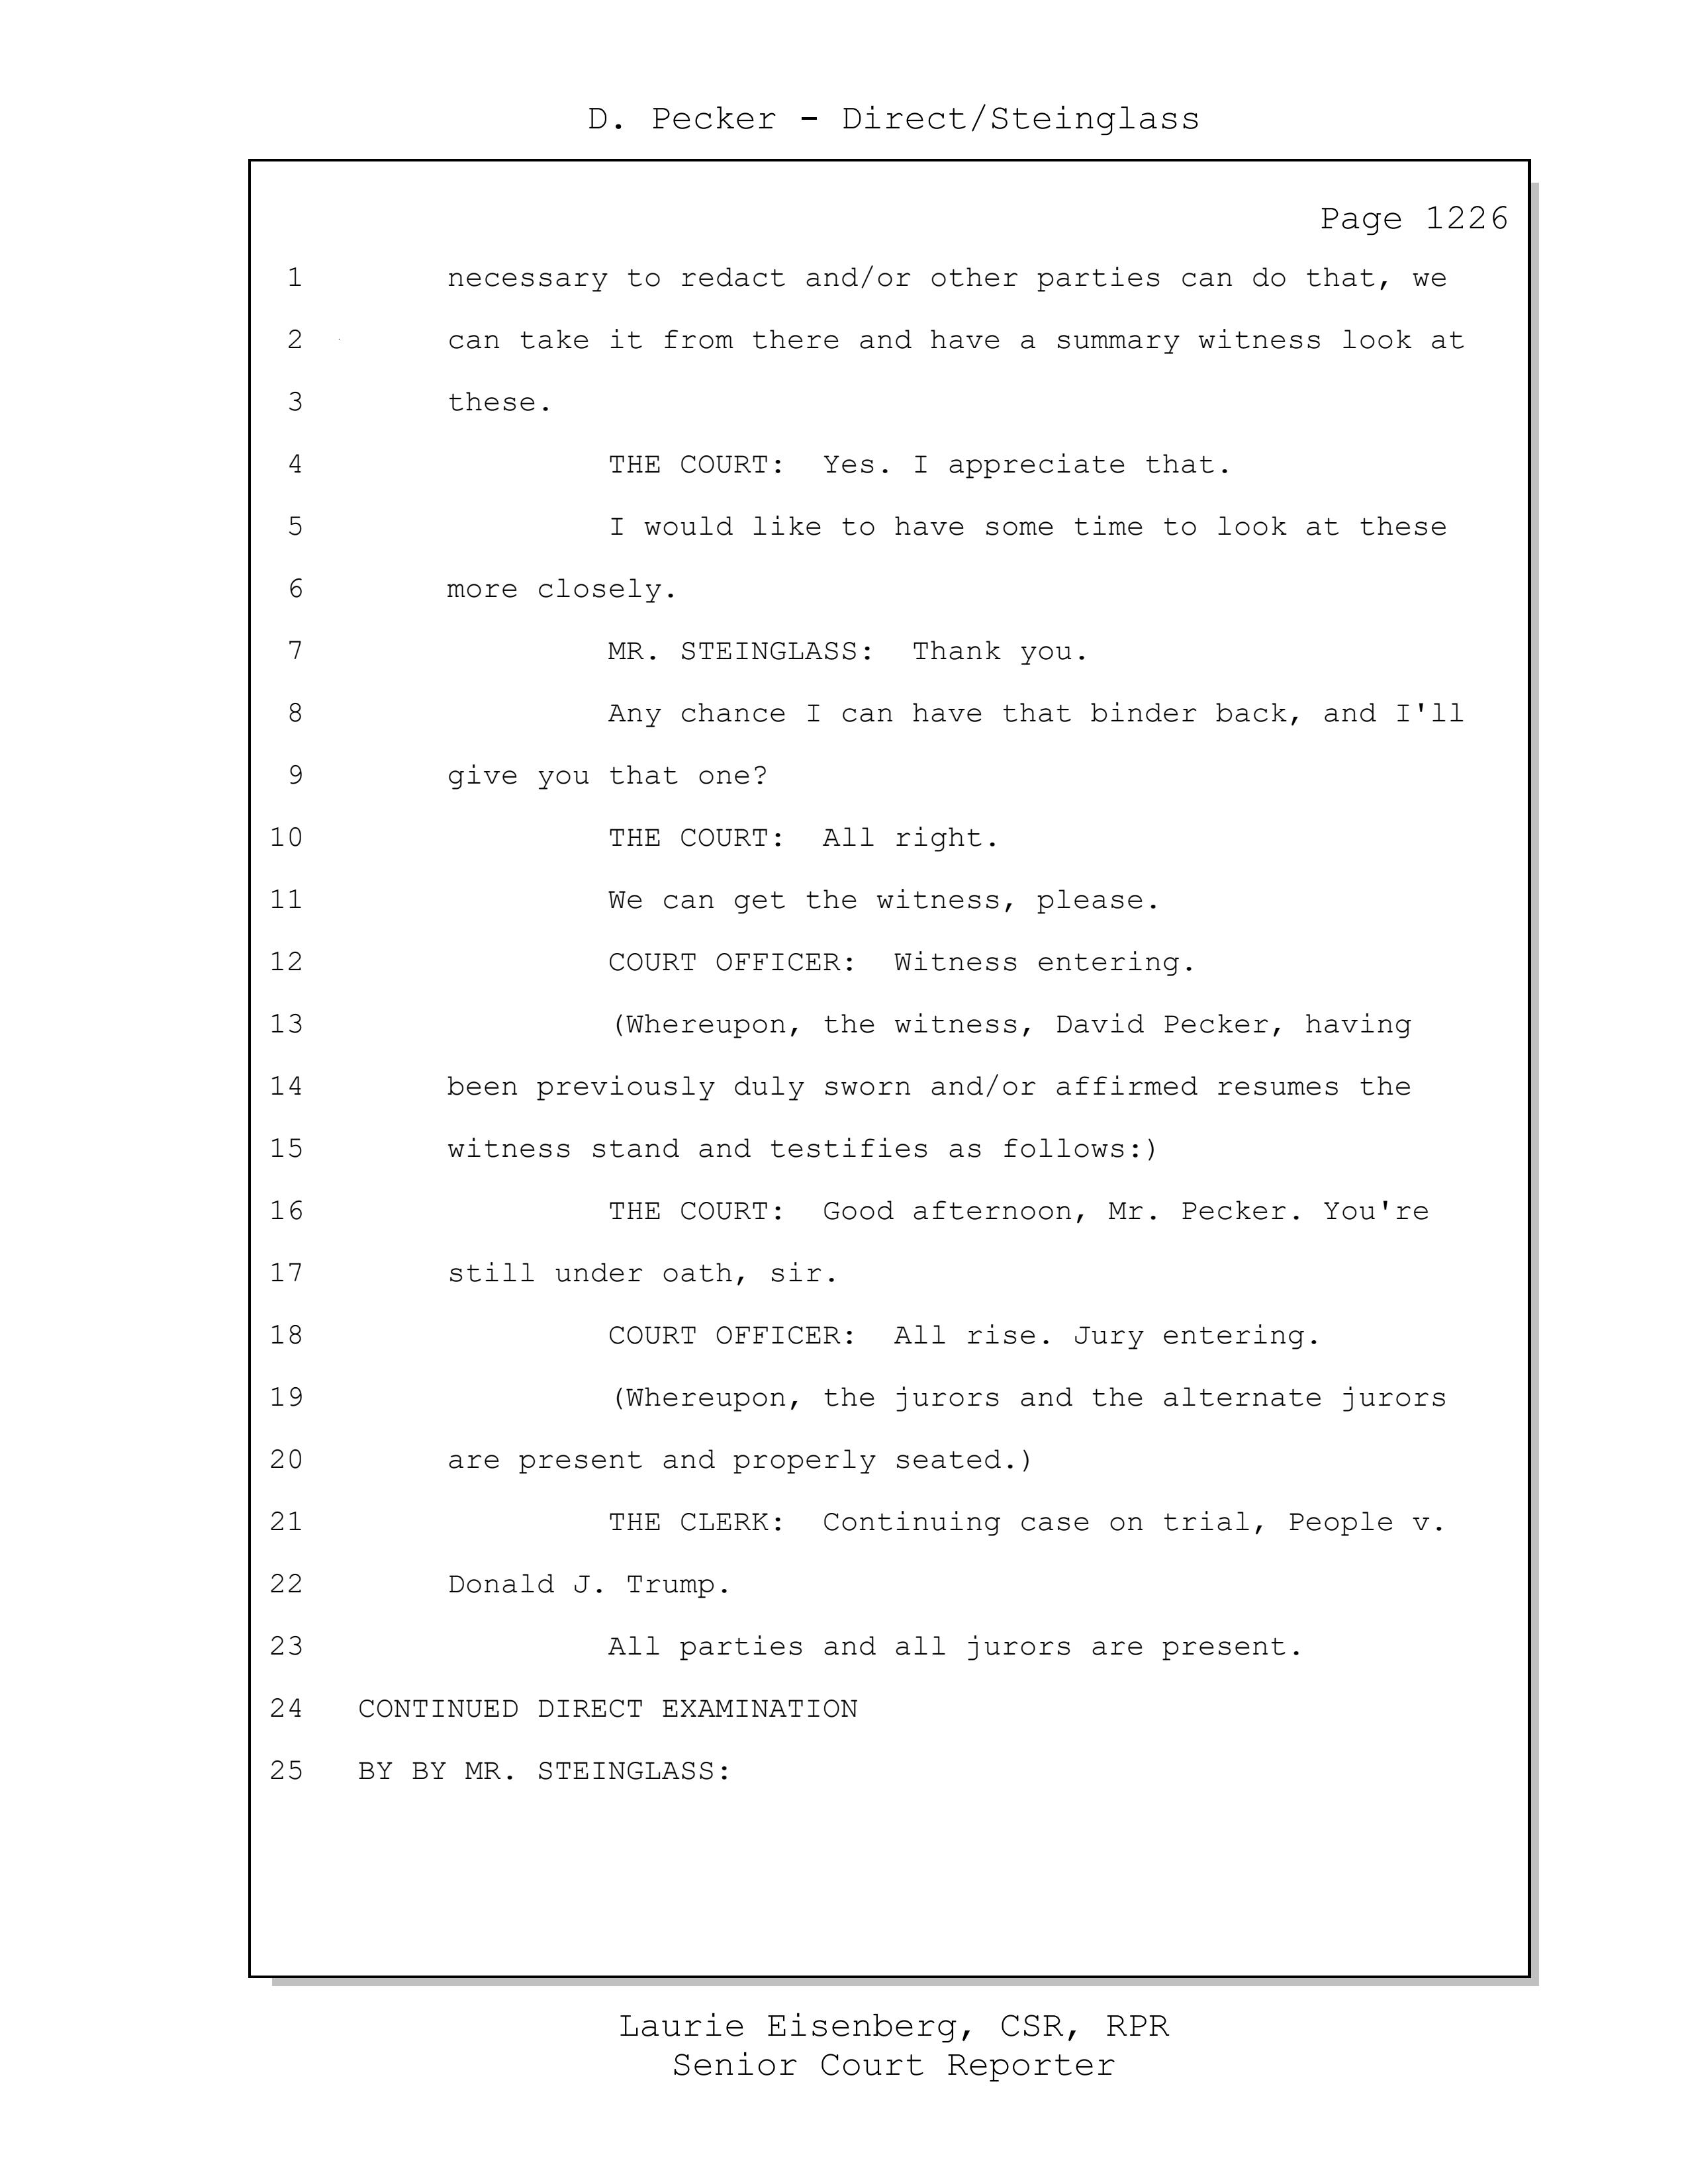 D. Pecker - Direct/Steinglass
Page 1226
1 necessary to redact and/or other parties can do that, we
2 can take it from there and have a summary witness look at
3 these.
4 THE COURT: Yes. I appreciate that.
5 I would like to have some time to look at these
6 more closely.
7 MR. STEINGLASS: Thank you.
8 Any chance I can have that binder back, and I'll
9 give you that one?
10 THE COURT: All right.
11 We can get the witness, please.
12 COURT OFFICER: Witness entering.
13 (Whereupon, the witness, David Pecker, having
14 been previously duly sworn and/or affirmed resumes the
15 witness stand and testifies as follows:)
16 THE COURT: Good afternoon, Mr. Pecker. You're
17 still under oath, sir.
18 COURT OFFICER: All rise. Jury entering.
19 (Whereupon, the jurors and the alternate jurors
20 are present and properly seated.)
21 THE CLERK: Continuing case on trial, People v.
22 Donald J. Trump.
23 All parties and all jurors are present.
24 CONTINUED DIRECT EXAMINATION
25 BY BY MR. STEINGLASS:
Laurie Eisenberg, CSR, RPR
Senior Court Reporter